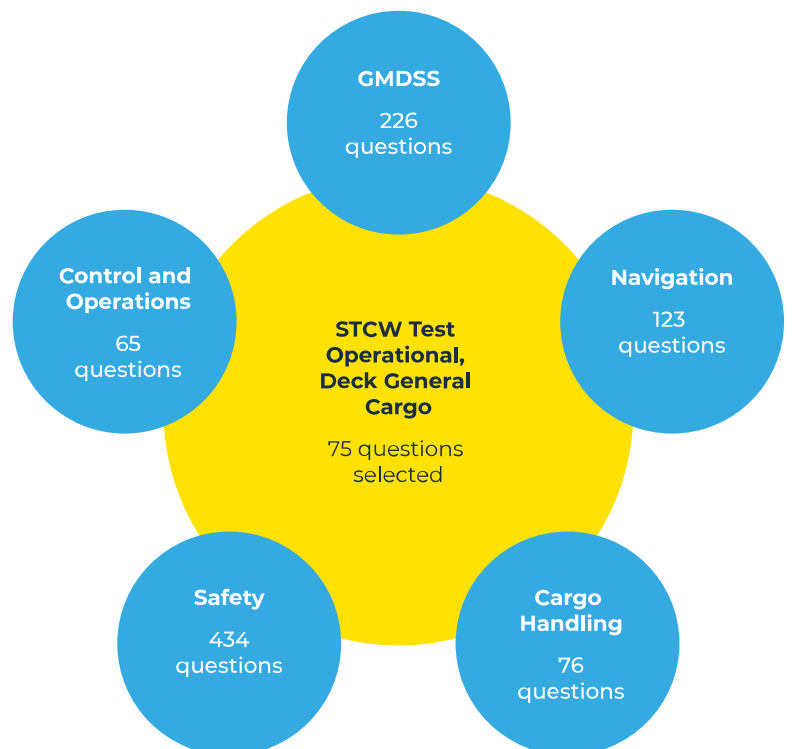 GMDSS
226
questions
Control and
Operations
65
questions
Navigation
123
questions
STCW Test
Operational,
Deck General
Cargo
75 questions
selected
Safety
434
questions
Cargo
Handling
76
questions